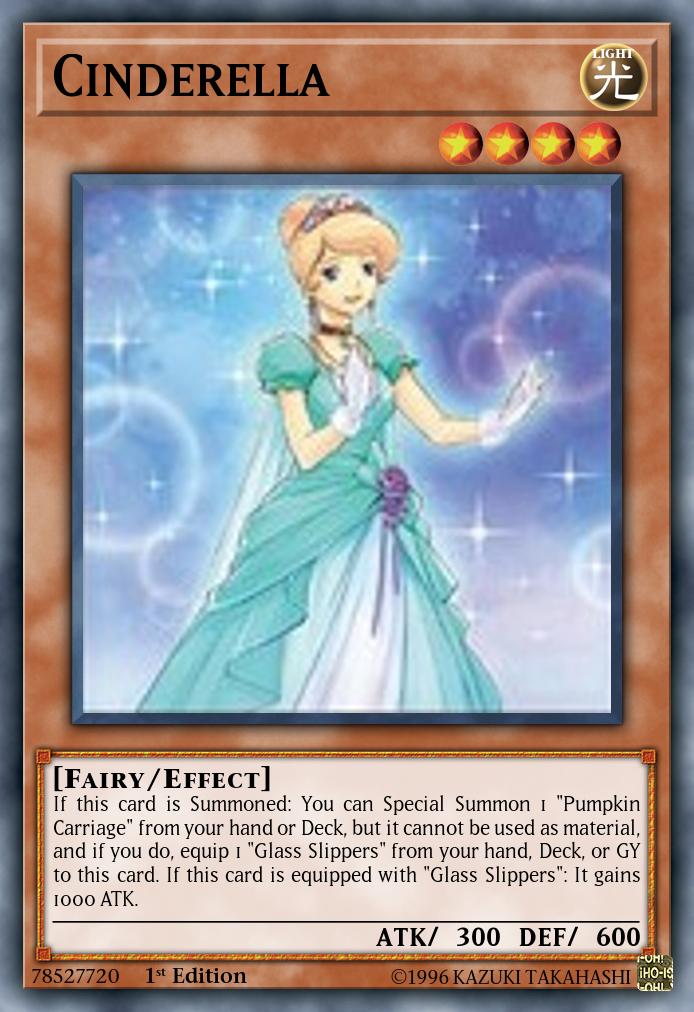 Cinderella
LIGHT
光
[Fairy/Effect]
If this card is Summoned: You can Special Summon 1 "Pumpkin
Carriage" from your hand or Deck, but it cannot be used as material,
and if you do, equip 1 "Glass Slippers" from your hand, Deck, or GY
to this card. If this card is equipped with "Glass Slippers": It gains
1000 ATK.
ATK/ 300 DEF/ 600
78527720 1st Edition ©1996 KAZUKI TAKAHASHI